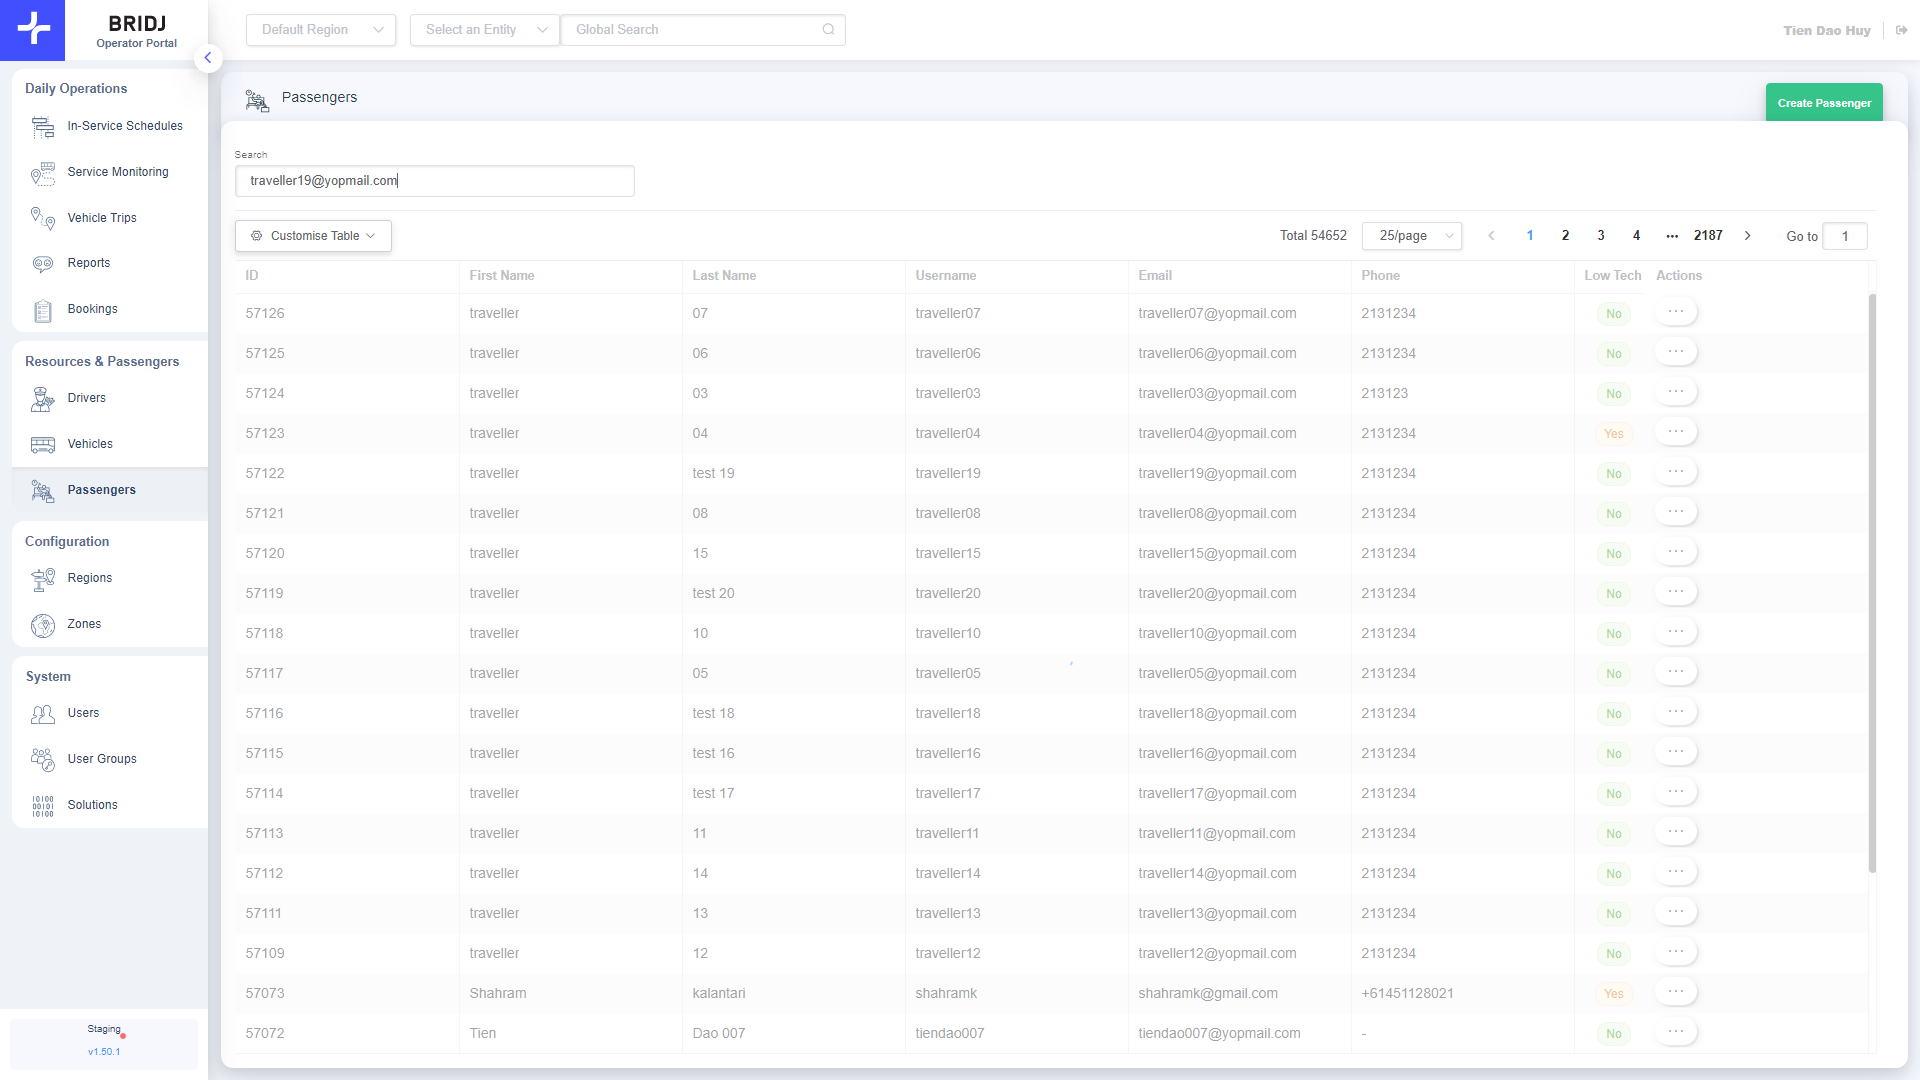 BRIDJ
Operator Portal
Default Region
Select an Entity
Global Search
Tien Dao Huy
Daily Operations
In-Service Schedules
Service Monitoring
Vehicle Trips
Reports
Bookings
Resources & Passengers
Drivers
Vehicles
Passengers
Configuration
Regions
Zones
System
Users
User Groups
Solutions
Staging
v1.50.1
Passengers
Create Passenger
Search
traveller19@yopmail.com
Customise Table
Total 54652 25/page 1 2 3 4 ••• 2187 Go to 1
ID First Name Last Name Username Email Phone Low Tech Actions
57126 traveller 07 traveller07 traveller07@yopmail.com 2131234 No ...
57125 traveller 06 traveller06 traveller06@yopmail.com 2131234 No ...
57124 traveller 03 traveller03 traveller03@yopmail.com 213123 No ...
57123 traveller 04 traveller04 traveller04@yopmail.com 2131234 Yes ...
57122 traveller test 19 traveller19 traveller19@yopmail.com 2131234 No ...
57121 traveller 08 traveller08 traveller08@yopmail.com 2131234 No ...
57120 traveller 15 traveller15 traveller15@yopmail.com 2131234 No ...
57119 traveller test 20 traveller20 traveller20@yopmail.com 2131234 No ...
57118 traveller 10 traveller10 traveller10@yopmail.com 2131234 No ...
57117 traveller 05 traveller05 traveller05@yopmail.com 2131234 No ...
57116 traveller test 18 traveller18 traveller18@yopmail.com 2131234 No ...
57115 traveller test 16 traveller16 traveller16@yopmail.com 2131234 No ...
57114 traveller test 17 traveller17 traveller17@yopmail.com 2131234 No ...
57113 traveller 11 traveller11 traveller11@yopmail.com 2131234 No ...
57112 traveller 14 traveller14 traveller14@yopmail.com 2131234 No ...
57111 traveller 13 traveller13 traveller13@yopmail.com 2131234 No ...
57109 traveller 12 traveller12 traveller12@yopmail.com 2131234 No ...
57073 Shahram kalantari shahramk shahramk@gmail.com +61451128021 Yes ...
57072 Tien Dao 007 tiendao007 tiendao007@yopmail.com - No ...